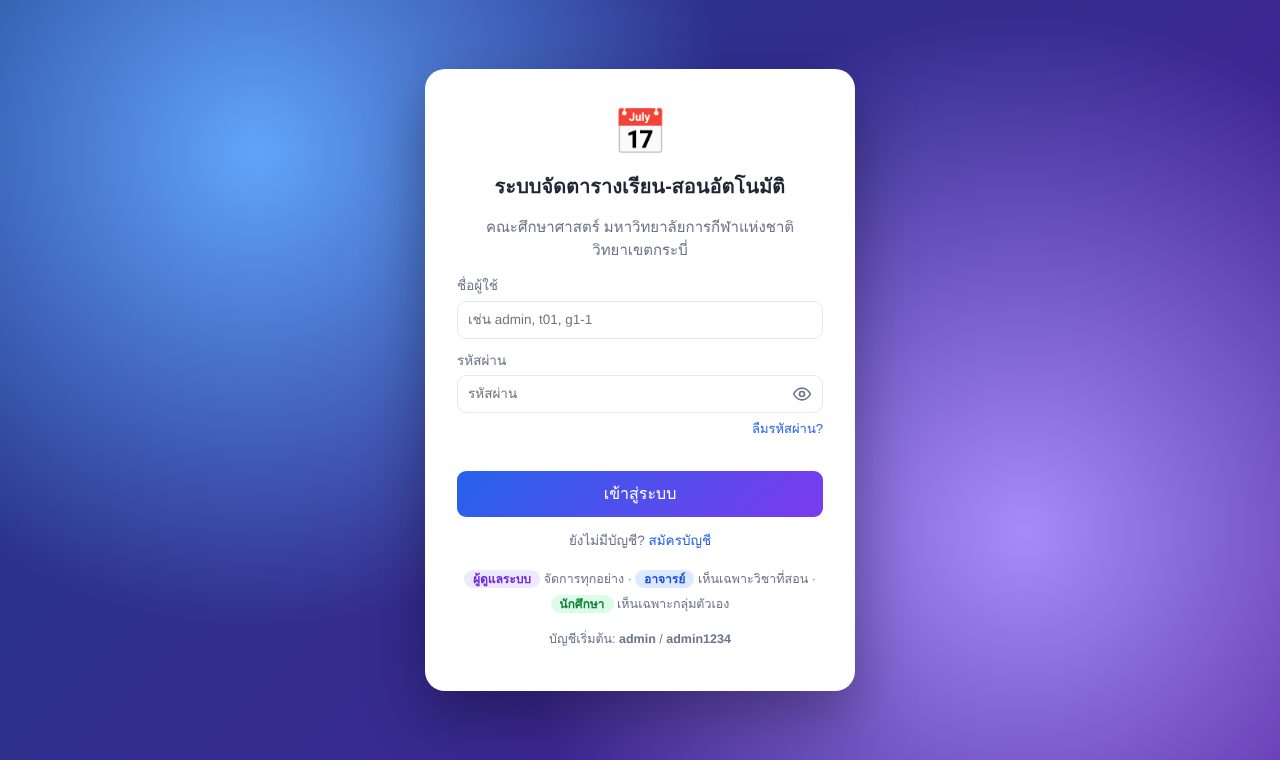 July
17
ระบบจัดตารางเรียน-สอนอัตโนมัติ
คณะศึกษาศาสตร์ มหาวิทยาลัยการกีฬาแห่งชาติ
วิทยาเขตกระบี่
ชื่อผู้ใช้
เช่น admin, t01, g1-1
รหัสผ่าน
รหัสผ่าน
ลืมรหัสผ่าน?
เข้าสู่ระบบ
ยังไม่มีบัญชี? สมัครบัญชี
ผู้ดูแลระบบ จัดการทุกอย่าง · อาจารย์ เห็นเฉพาะวิชาที่สอน ·
นักศึกษา เห็นเฉพาะกลุ่มตัวเอง
บัญชีเริ่มต้น: admin / admin1234